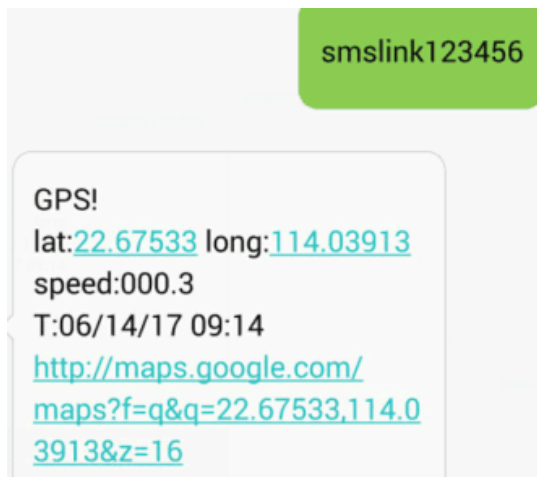 smslink123456
GPS!
lat:22.67533 long:114.03913
speed:000.3
T:06/14/17 09:14
http://maps.google.com/
maps?f=q&q=22.67533,114.0
3913&z=16